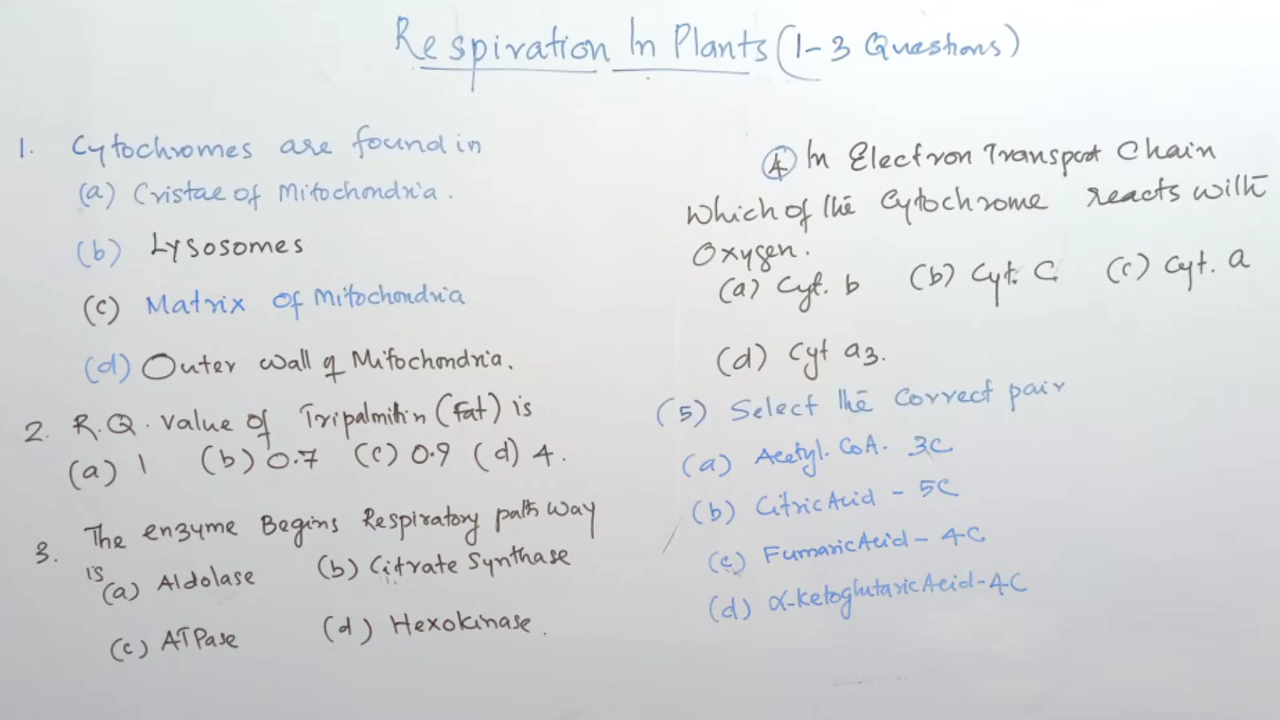 Respiration In Plants (1-3 Questions)
1. Cytochromes are found in
(a) Cristae of Mitochondria.
(b) Lysosomes
(c) Matrix of Mitochondria
(d) Outer wall of Mitochondria.
2. R.Q. value of Tripalmitin (Fat) is
(a) 1 (b) 0.7 (c) 0.9 (d) 4.
3. The enzyme Begins Respiratory pathway
is
(a) Aldolase (b) Citrate Synthase
(c) ATPase (d) Hexokinase.
4 In Electron Transport Chain
Which of the Cytochrome reacts with
Oxygen.
(a) Cyt. b (b) Cyt. C (c) Cyt. a
(d) Cyt a3.
(5) Select the Correct pair
(a) Acetyl. CoA. 3C
(b) Citric Acid - 5C
(c) Fumaric Acid - 4C
(d) α-ketoglutaric Acid-4C